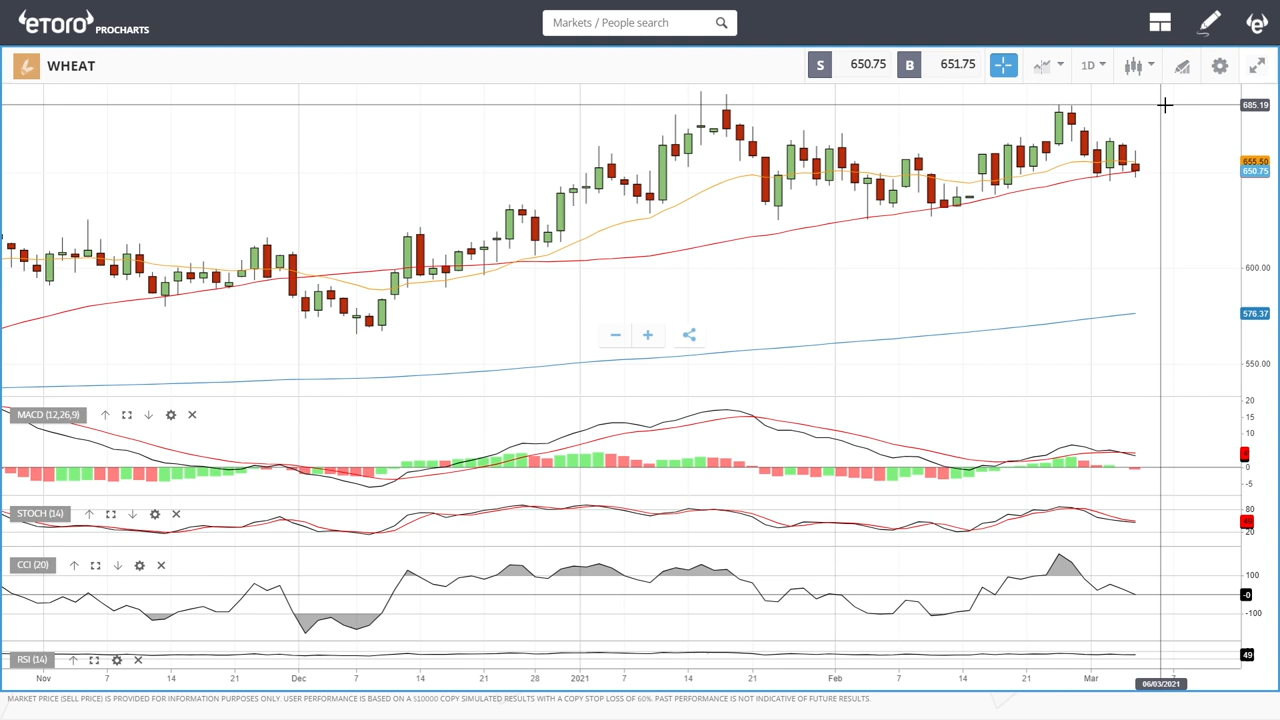 eTORO PROCHARTS
Markets / People search
WHEAT
S 650.75 B 651.75
1D
685.19
655.50
650.75
600.00
576.37
550.00
MACD (12,26,9)
20
15
10
0
-5
STOCH (14)
80
20
CCI (20)
100
-0
-100
RSI (14)
49
Nov 7 14 21 Dec 7 14 21 28 2021 7 14 21 Feb 7 14 21 Mar 7
06/03/2021
MARKET PRICE (SELL PRICE) IS PROVIDED FOR INFORMATION PURPOSES ONLY. USER PERFORMANCE IS BASED ON A $10000 COPY SIMULATED RESULTS WITH A COPY STOP LOSS OF 60%. PAST PERFORMANCE IS NOT INDICATIVE OF FUTURE RESULTS.